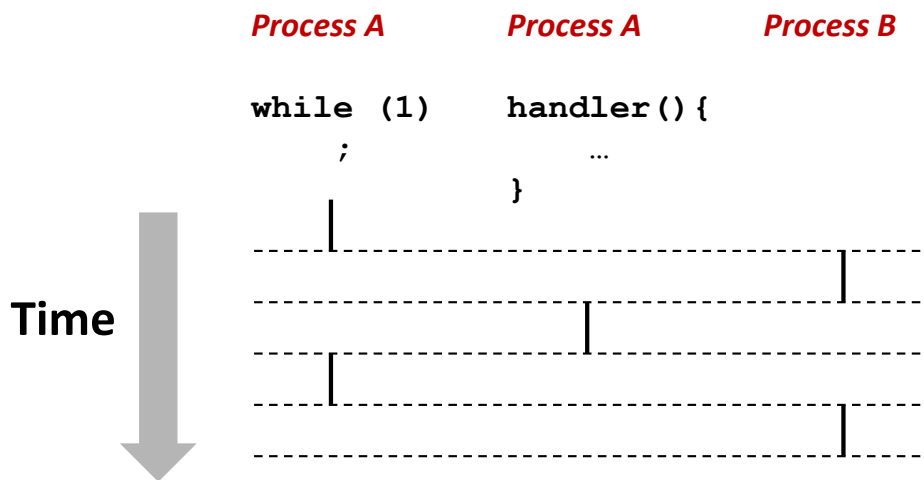 Process A Process A Process B
while (1) handler(){
; …
}
Time